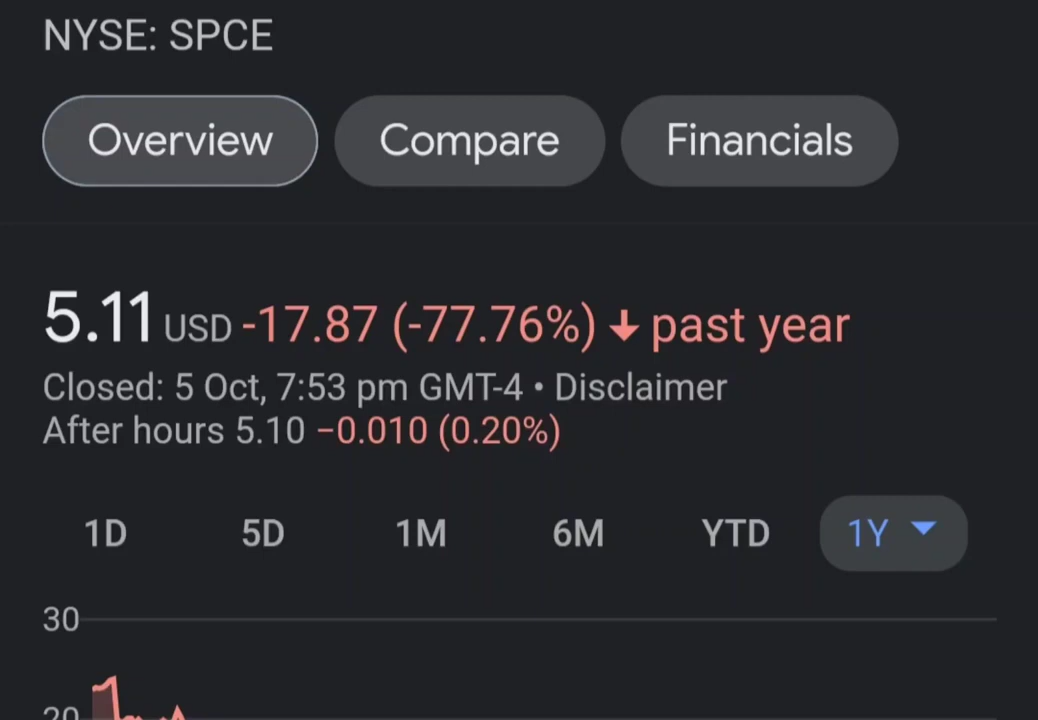 NYSE: SPCE
Overview Compare Financials
5.11 USD -17.87 (-77.76%) ↓ past year
Closed: 5 Oct, 7:53 pm GMT-4 • Disclaimer
After hours 5.10 −0.010 (0.20%)
1D 5D 1M 6M YTD 1Y
30
20